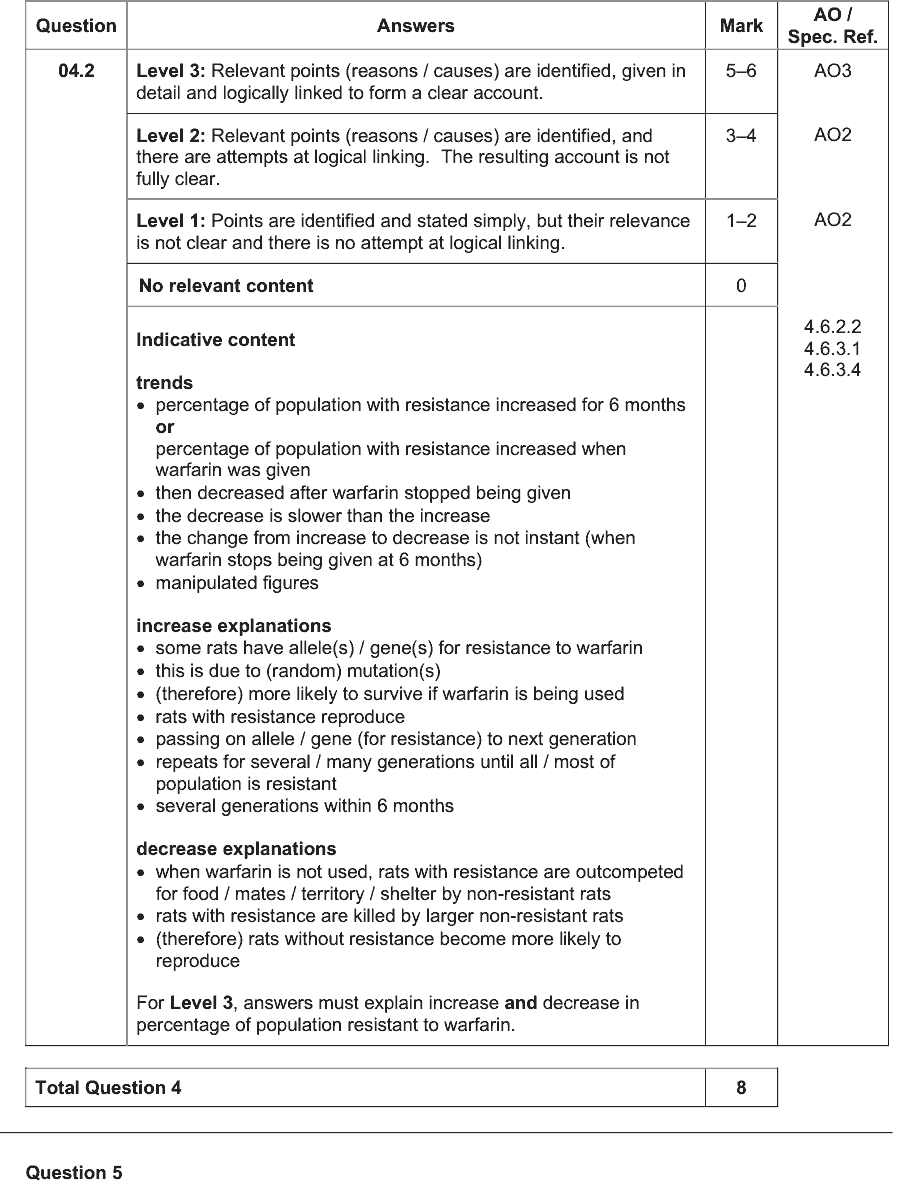 Question Answers Mark AO /
Spec. Ref.
04.2 Level 3: Relevant points (reasons / causes) are identified, given in 5–6 AO3
detail and logically linked to form a clear account.
Level 2: Relevant points (reasons / causes) are identified, and 3–4 AO2
there are attempts at logical linking. The resulting account is not
fully clear.
Level 1: Points are identified and stated simply, but their relevance 1–2 AO2
is not clear and there is no attempt at logical linking.
No relevant content 0
Indicative content
4.6.2.2
4.6.3.1
4.6.3.4
trends
• percentage of population with resistance increased for 6 months
or
percentage of population with resistance increased when
warfarin was given
• then decreased after warfarin stopped being given
• the decrease is slower than the increase
• the change from increase to decrease is not instant (when
warfarin stops being given at 6 months)
• manipulated figures
increase explanations
• some rats have allele(s) / gene(s) for resistance to warfarin
• this is due to (random) mutation(s)
• (therefore) more likely to survive if warfarin is being used
• rats with resistance reproduce
• passing on allele / gene (for resistance) to next generation
• repeats for several / many generations until all / most of
population is resistant
• several generations within 6 months
decrease explanations
• when warfarin is not used, rats with resistance are outcompeted
for food / mates / territory / shelter by non-resistant rats
• rats with resistance are killed by larger non-resistant rats
• (therefore) rats without resistance become more likely to
reproduce
For Level 3, answers must explain increase and decrease in
percentage of population resistant to warfarin.
Total Question 4 8
Question 5